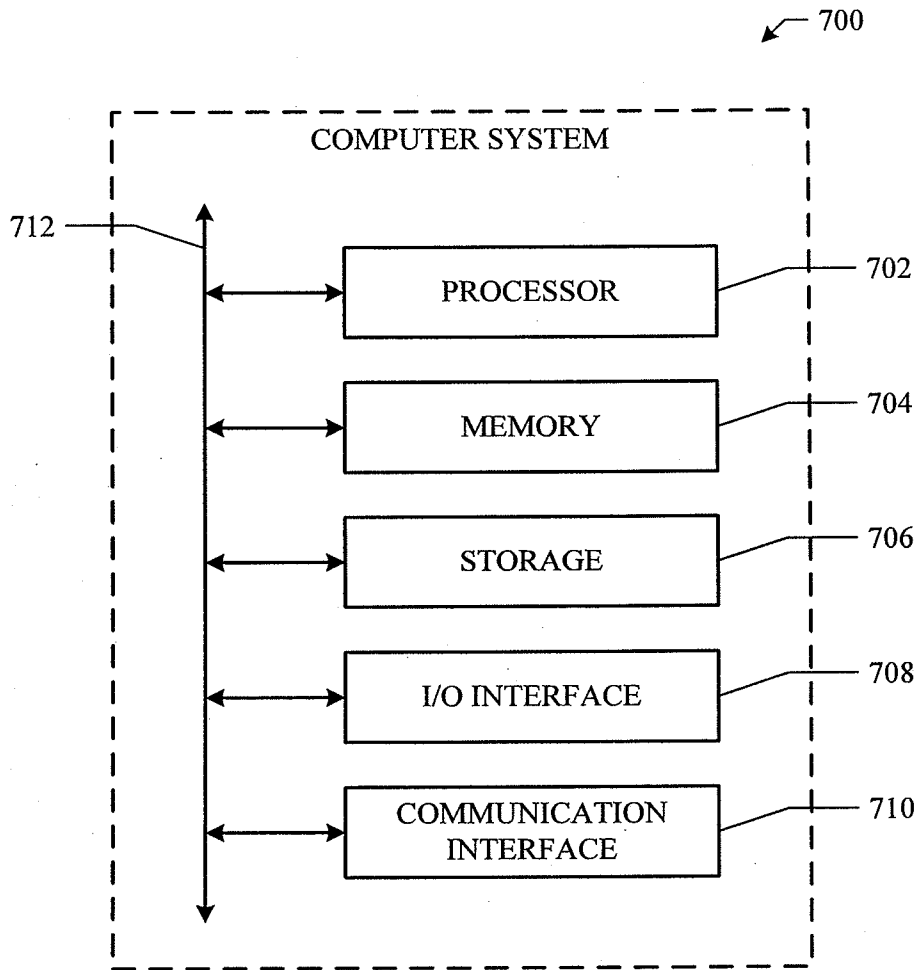 700
COMPUTER SYSTEM
712
PROCESSOR
702
MEMORY
704
STORAGE
706
I/O INTERFACE
708
COMMUNICATION
INTERFACE
710